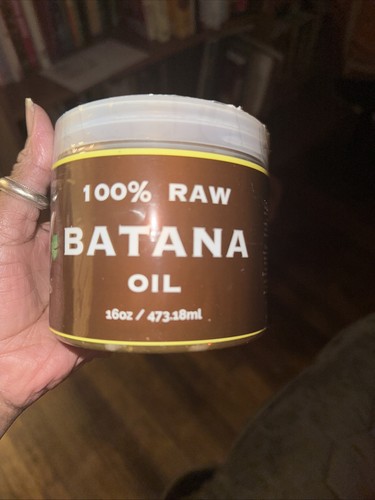 100% RAW
BATANA
OIL
16oz / 473.18ml